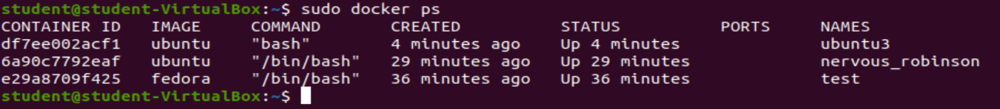 student@student-VirtualBox:~$ sudo docker ps
CONTAINER ID   IMAGE     COMMAND       CREATED          STATUS          PORTS     NAMES
df7ee002acf1   ubuntu    "bash"        4 minutes ago    Up 4 minutes              ubuntu3
6a90c7792eaf   ubuntu    "/bin/bash"   29 minutes ago   Up 29 minutes             nervous_robinson
e29a8709f425   fedora    "/bin/bash"   36 minutes ago   Up 36 minutes             test
student@student-VirtualBox:~$